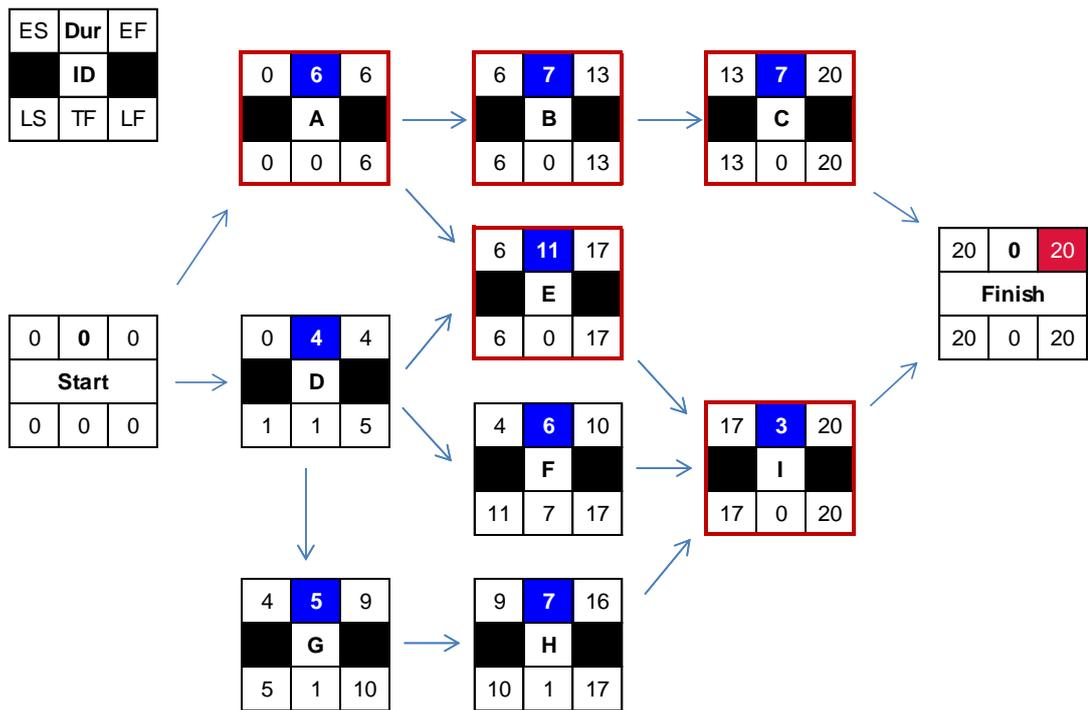 ES Dur EF
ID
LS TF LF
0 6 6
A
0 0 6
6 7 13
B
6 0 13
13 7 20
C
13 0 20
6 11 17
E
6 0 17
20 0 20
Finish
20 0 20
0 0 0
Start
0 0 0
0 4 4
D
1 1 5
4 6 10
F
11 7 17
17 3 20
I
17 0 20
4 5 9
G
5 1 10
9 7 16
H
10 1 17